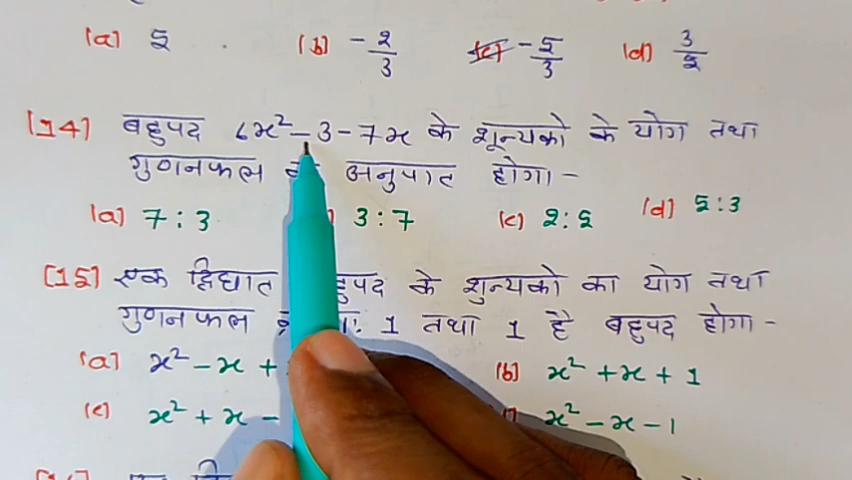 (a) 5 (b) -2/3 (c) -5/3 (d) 3/5
[14] बहुपद 6x² - 3 - 7x के शून्यको के योग तथा
गुणनफल अनुपात होगा -
(a) 7 : 3 3 : 7 (c) 2 : 5 (d) 5 : 3
[15] एक द्विघात के शुन्यको का योग तथा
गुणनफल 1 तथा 1 है बहुपद होगा -
(a) x² - x + (b) x² + x + 1
(c) x² + x - x² - x - 1